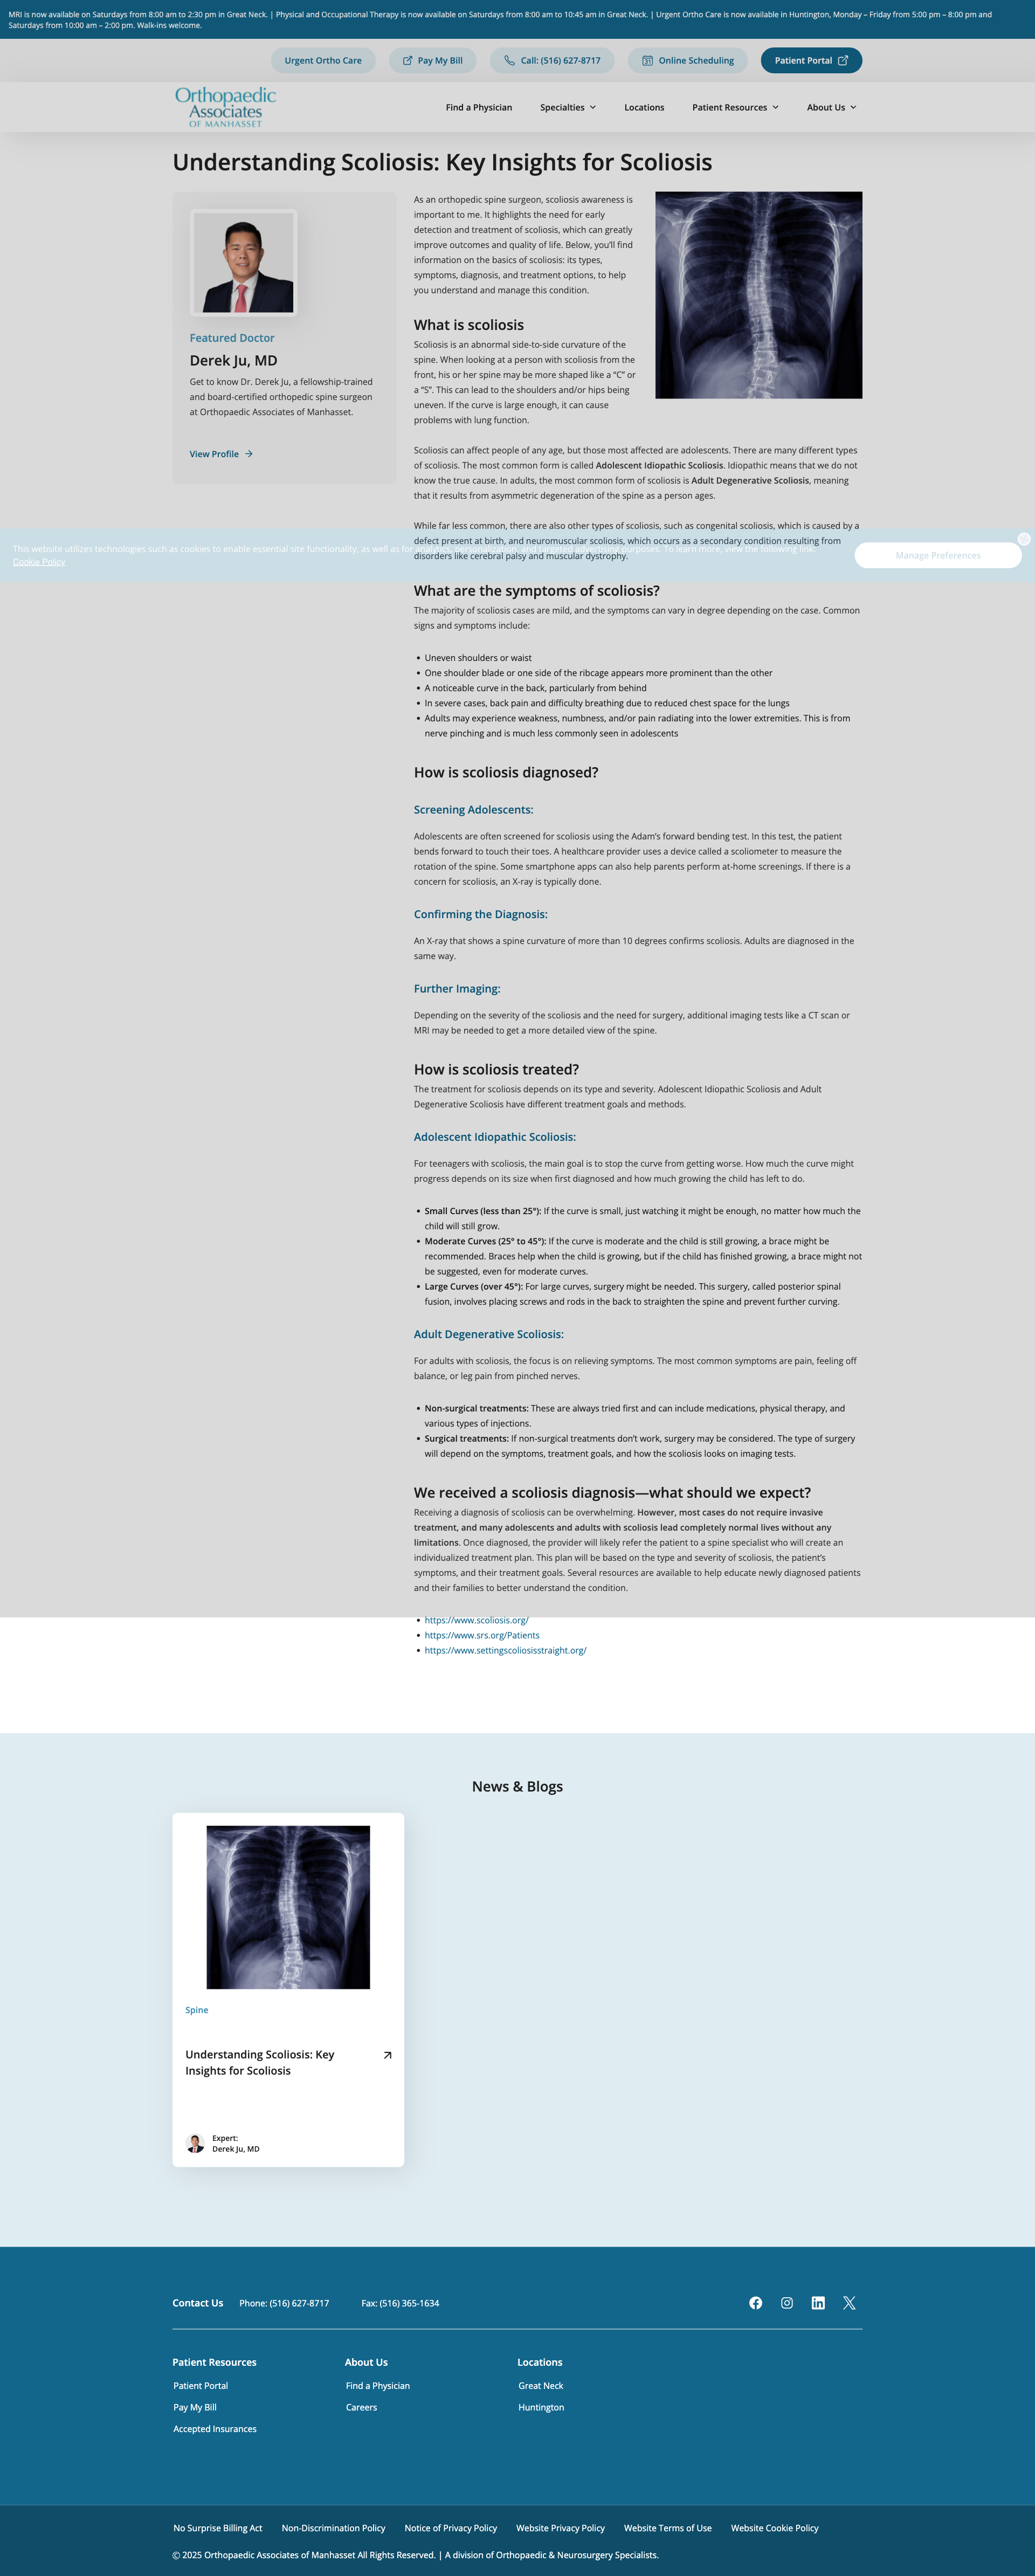 MRI is now available on Saturdays from 8:00 am to 2:30 pm in Great Neck. | Physical and Occupational Therapy is now available on Saturdays from 8:00 am to 10:45 am in Great Neck. | Urgent Ortho Care is now available in Huntington, Monday – Friday from 5:00 pm – 8:00 pm and
Saturdays from 10:00 am – 2:00 pm. Walk-ins welcome.
Urgent Ortho Care
Pay My Bill
Call: (516) 627-8717
Online Scheduling
Patient Portal
Orthopaedic
Associates
OF MANHASSET
Find a Physician
Specialties
Locations
Patient Resources
About Us
Understanding Scoliosis: Key Insights for Scoliosis
Featured Doctor
Derek Ju, MD
Get to know Dr. Derek Ju, a fellowship-trained
and board-certified orthopedic spine surgeon
at Orthopaedic Associates of Manhasset.
View Profile
As an orthopedic spine surgeon, scoliosis awareness is
important to me. It highlights the need for early
detection and treatment of scoliosis, which can greatly
improve outcomes and quality of life. Below, you’ll find
information on the basics of scoliosis: its types,
symptoms, diagnosis, and treatment options, to help
you understand and manage this condition.
What is scoliosis
Scoliosis is an abnormal side-to-side curvature of the
spine. When looking at a person with scoliosis from the
front, his or her spine may be more shaped like a “C” or
a “S”. This can lead to the shoulders and/or hips being
uneven. If the curve is large enough, it can cause
problems with lung function.
Scoliosis can affect people of any age, but those most affected are adolescents. There are many different types
of scoliosis. The most common form is called Adolescent Idiopathic Scoliosis. Idiopathic means that we do not
know the true cause. In adults, the most common form of scoliosis is Adult Degenerative Scoliosis, meaning
that it results from asymmetric degeneration of the spine as a person ages.
While far less common, there are also other types of scoliosis, such as congenital scoliosis, which is caused by a
defect present at birth, and neuromuscular scoliosis, which occurs as a secondary condition resulting from
disorders like cerebral palsy and muscular dystrophy.
This website utilizes technologies such as cookies to enable essential site functionality, as well as for analytics, personalization, and targeted advertising purposes. To learn more, view the following link:
Cookie Policy
Manage Preferences
What are the symptoms of scoliosis?
The majority of scoliosis cases are mild, and the symptoms can vary in degree depending on the case. Common
signs and symptoms include:
• Uneven shoulders or waist
• One shoulder blade or one side of the ribcage appears more prominent than the other
• A noticeable curve in the back, particularly from behind
• In severe cases, back pain and difficulty breathing due to reduced chest space for the lungs
• Adults may experience weakness, numbness, and/or pain radiating into the lower extremities. This is from
nerve pinching and is much less commonly seen in adolescents
How is scoliosis diagnosed?
Screening Adolescents:
Adolescents are often screened for scoliosis using the Adam’s forward bending test. In this test, the patient
bends forward to touch their toes. A healthcare provider uses a device called a scoliometer to measure the
rotation of the spine. Some smartphone apps can also help parents perform at-home screenings. If there is a
concern for scoliosis, an X-ray is typically done.
Confirming the Diagnosis:
An X-ray that shows a spine curvature of more than 10 degrees confirms scoliosis. Adults are diagnosed in the
same way.
Further Imaging:
Depending on the severity of the scoliosis and the need for surgery, additional imaging tests like a CT scan or
MRI may be needed to get a more detailed view of the spine.
How is scoliosis treated?
The treatment for scoliosis depends on its type and severity. Adolescent Idiopathic Scoliosis and Adult
Degenerative Scoliosis have different treatment goals and methods.
Adolescent Idiopathic Scoliosis:
For teenagers with scoliosis, the main goal is to stop the curve from getting worse. How much the curve might
progress depends on its size when first diagnosed and how much growing the child has left to do.
• Small Curves (less than 25°): If the curve is small, just watching it might be enough, no matter how much the
child will still grow.
• Moderate Curves (25° to 45°): If the curve is moderate and the child is still growing, a brace might be
recommended. Braces help when the child is growing, but if the child has finished growing, a brace might not
be suggested, even for moderate curves.
• Large Curves (over 45°): For large curves, surgery might be needed. This surgery, called posterior spinal
fusion, involves placing screws and rods in the back to straighten the spine and prevent further curving.
Adult Degenerative Scoliosis:
For adults with scoliosis, the focus is on relieving symptoms. The most common symptoms are pain, feeling off
balance, or leg pain from pinched nerves.
• Non-surgical treatments: These are always tried first and can include medications, physical therapy, and
various types of injections.
• Surgical treatments: If non-surgical treatments don’t work, surgery may be considered. The type of surgery
will depend on the symptoms, treatment goals, and how the scoliosis looks on imaging tests.
We received a scoliosis diagnosis—what should we expect?
Receiving a diagnosis of scoliosis can be overwhelming. However, most cases do not require invasive
treatment, and many adolescents and adults with scoliosis lead completely normal lives without any
limitations. Once diagnosed, the provider will likely refer the patient to a spine specialist who will create an
individualized treatment plan. This plan will be based on the type and severity of scoliosis, the patient’s
symptoms, and their treatment goals. Several resources are available to help educate newly diagnosed patients
and their families to better understand the condition.
• https://www.scoliosis.org/
• https://www.srs.org/Patients
• https://www.settingscoliosisstraight.org/
News & Blogs
Spine
Understanding Scoliosis: Key
Insights for Scoliosis
Expert:
Derek Ju, MD
Contact Us
Phone: (516) 627-8717
Fax: (516) 365-1634
Patient Resources
Patient Portal
Pay My Bill
Accepted Insurances
About Us
Find a Physician
Careers
Locations
Great Neck
Huntington
No Surprise Billing Act
Non-Discrimination Policy
Notice of Privacy Policy
Website Privacy Policy
Website Terms of Use
Website Cookie Policy
© 2025 Orthopaedic Associates of Manhasset All Rights Reserved. | A division of Orthopaedic & Neurosurgery Specialists.